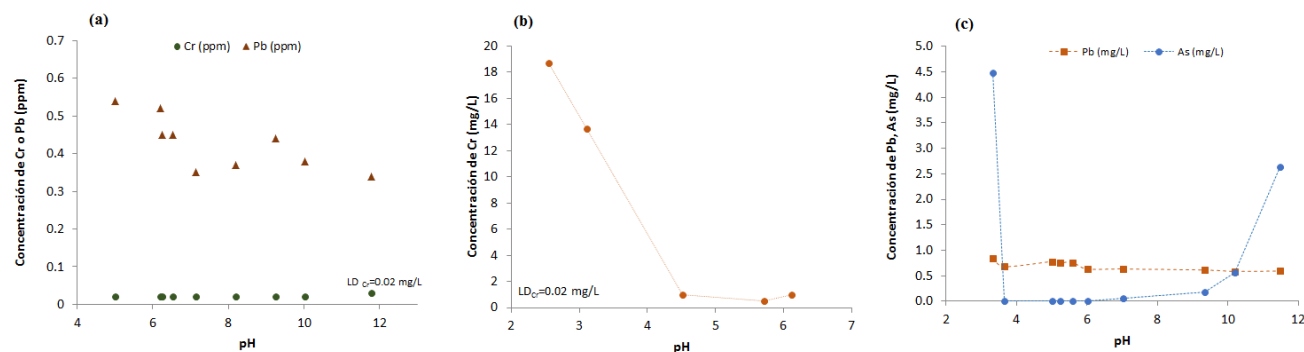 (a)
Cr (ppm) Pb (ppm)
Concentración de Cr o Pb (ppm)
0.7
0.6
0.5
0.4
0.3
0.2
0.1
0
LD Cr=0.02 mg/L
4 6 8 10 12
pH
(b)
Concentración de Cr (mg/L)
20
18
16
14
12
10
8
6
4
2
0
LDCr=0.02 mg/L
2 3 4 5 6 7
pH
(c)
Pb (mg/L) As (mg/L)
Concentración de Pb, As (mg/L)
5.0
4.5
4.0
3.5
3.0
2.5
2.0
1.5
1.0
0.5
0.0
2 4 6 8 10 12
pH